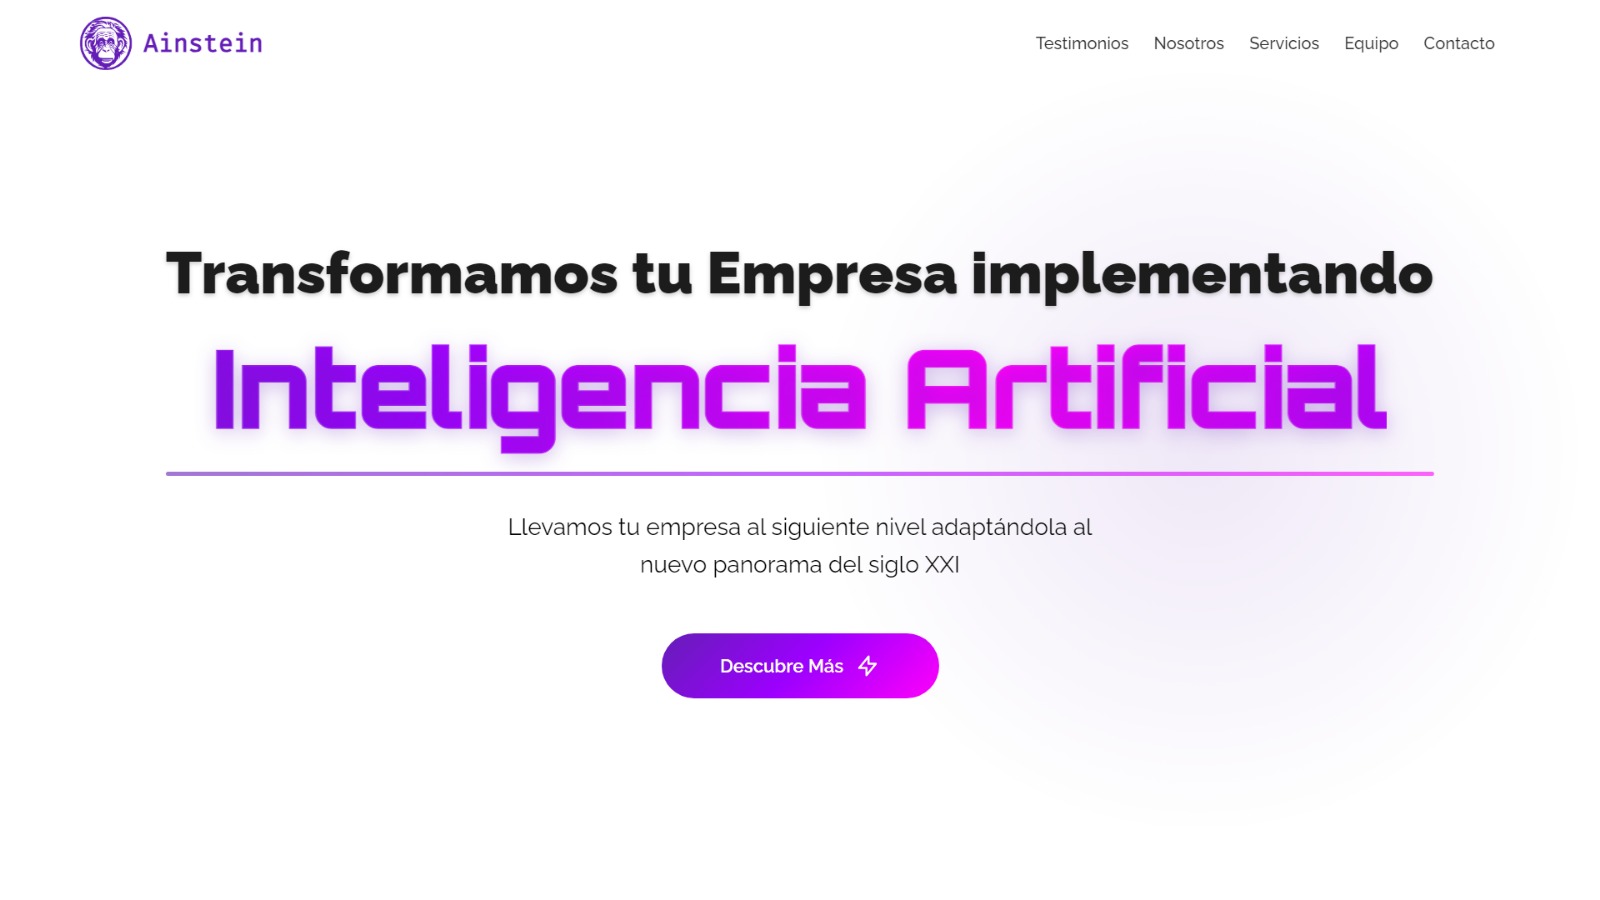 Ainstein
Testimonios Nosotros Servicios Equipo Contacto
Transformamos tu Empresa implementando
Inteligencia Artificial
Llevamos tu empresa al siguiente nivel adaptándola al
nuevo panorama del siglo XXI
Descubre Más